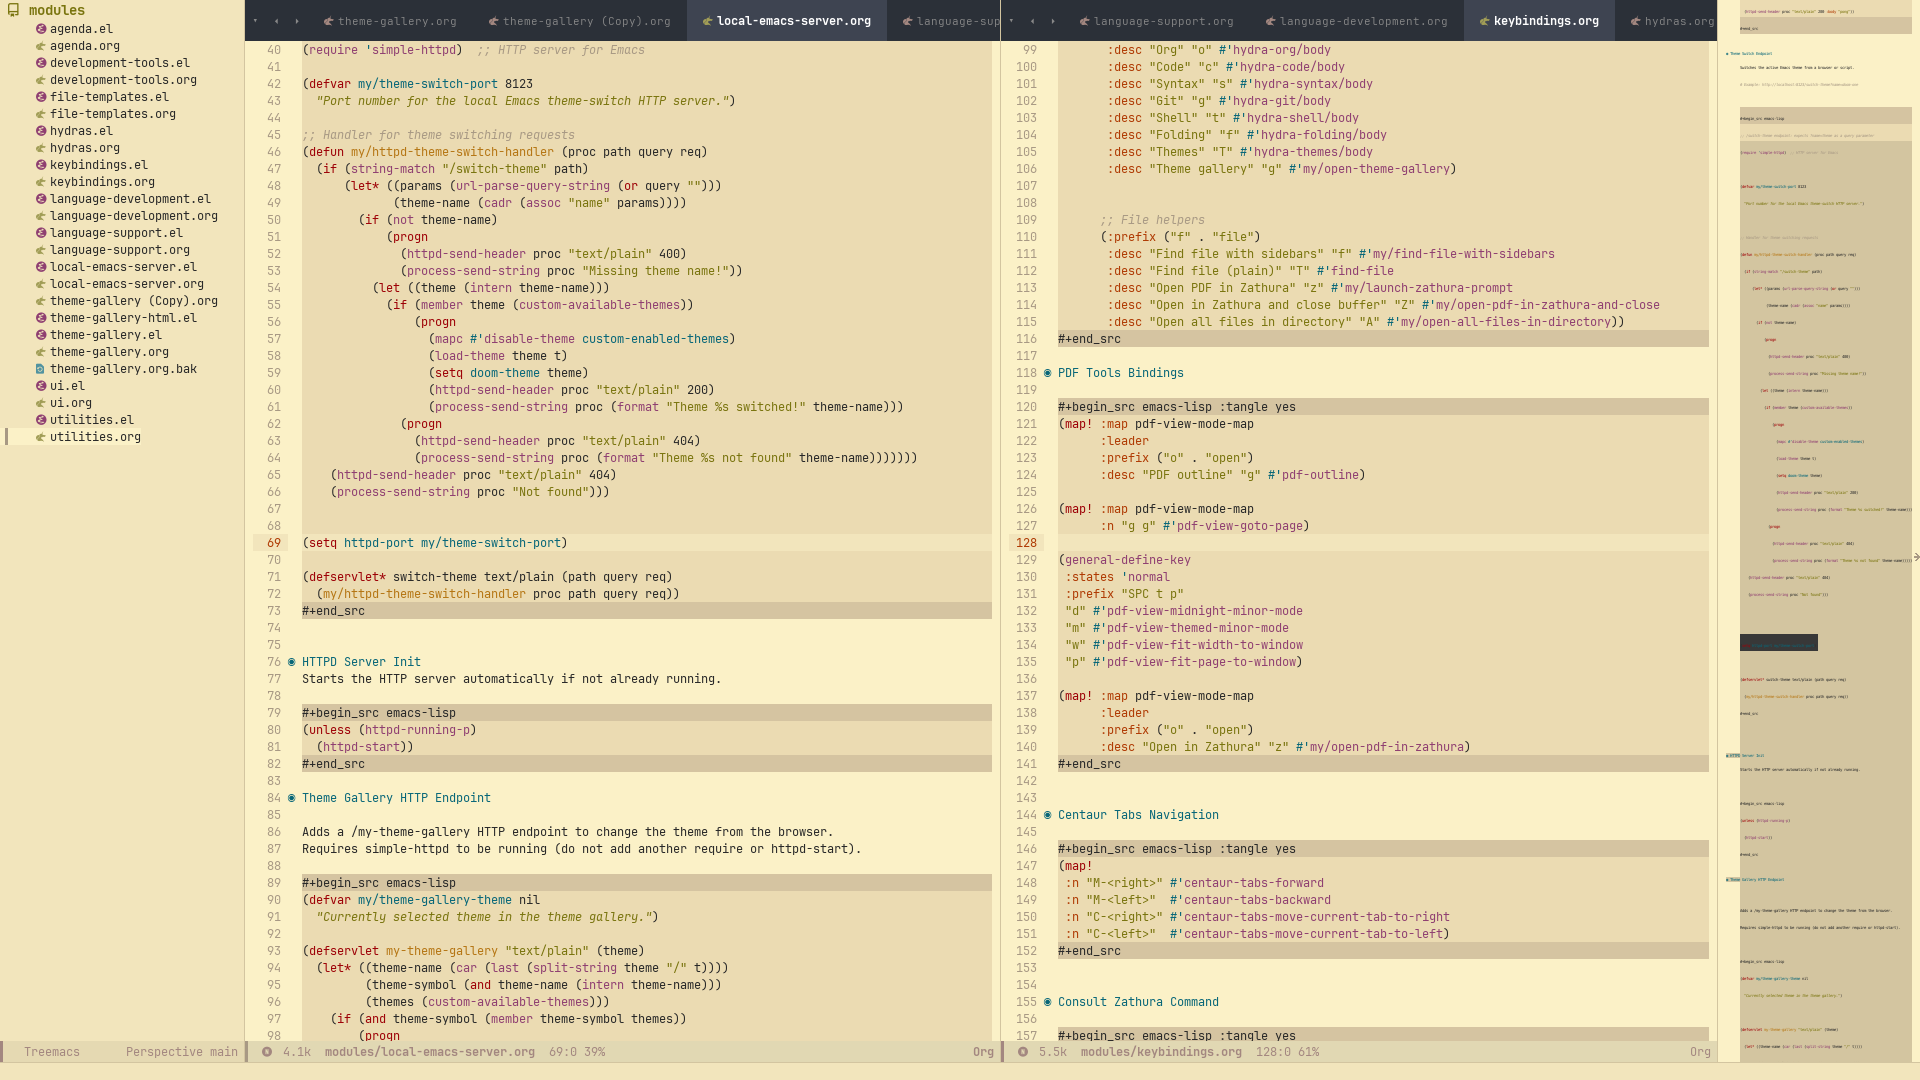 modules
agenda.el
agenda.org
development-tools.el
development-tools.org
file-templates.el
file-templates.org
hydras.el
hydras.org
keybindings.el
keybindings.org
language-development.el
language-development.org
language-support.el
language-support.org
local-emacs-server.el
local-emacs-server.org
theme-gallery (Copy).org
theme-gallery-html.el
theme-gallery.el
theme-gallery.org
theme-gallery.org.bak
ui.el
ui.org
utilities.el
utilities.org
Treemacs Perspective main
theme-gallery.org theme-gallery (Copy).org local-emacs-server.org language-sup
40 (require 'simple-httpd)  ;; HTTP server for Emacs
41
42 (defvar my/theme-switch-port 8123
43   "Port number for the local Emacs theme-switch HTTP server.")
44
45 ;; Handler for theme switching requests
46 (defun my/httpd-theme-switch-handler (proc path query req)
47   (if (string-match "/switch-theme" path)
48       (let* ((params (url-parse-query-string (or query "")))
49              (theme-name (cadr (assoc "name" params))))
50         (if (not theme-name)
51             (progn
52               (httpd-send-header proc "text/plain" 400)
53               (process-send-string proc "Missing theme name!"))
54           (let ((theme (intern theme-name)))
55             (if (member theme (custom-available-themes))
56                 (progn
57                   (mapc #'disable-theme custom-enabled-themes)
58                   (load-theme theme t)
59                   (setq doom-theme theme)
60                   (httpd-send-header proc "text/plain" 200)
61                   (process-send-string proc (format "Theme %s switched!" theme-name)))
62               (progn
63                 (httpd-send-header proc "text/plain" 404)
64                 (process-send-string proc (format "Theme %s not found" theme-name)))))))
65     (httpd-send-header proc "text/plain" 404)
66     (process-send-string proc "Not found")))
67
68
69 (setq httpd-port my/theme-switch-port)
70
71 (defservlet* switch-theme text/plain (path query req)
72   (my/httpd-theme-switch-handler proc path query req))
73 #+end_src
74
75
76 ◉ HTTPD Server Init
77 Starts the HTTP server automatically if not already running.
78
79 #+begin_src emacs-lisp
80 (unless (httpd-running-p)
81   (httpd-start))
82 #+end_src
83
84 ◉ Theme Gallery HTTP Endpoint
85
86 Adds a /my-theme-gallery HTTP endpoint to change the theme from the browser.
87 Requires simple-httpd to be running (do not add another require or httpd-start).
88
89 #+begin_src emacs-lisp
90 (defvar my/theme-gallery-theme nil
91   "Currently selected theme in the theme gallery.")
92
93 (defservlet my-theme-gallery "text/plain" (theme)
94   (let* ((theme-name (car (last (split-string theme "/" t))))
95          (theme-symbol (and theme-name (intern theme-name)))
96          (themes (custom-available-themes)))
97     (if (and theme-symbol (member theme-symbol themes))
98         (progn
4.1k modules/local-emacs-server.org 69:0 39% Org
language-support.org language-development.org keybindings.org hydras.org
99        :desc "Org" "o" #'hydra-org/body
100        :desc "Code" "c" #'hydra-code/body
101        :desc "Syntax" "s" #'hydra-syntax/body
102        :desc "Git" "g" #'hydra-git/body
103        :desc "Shell" "t" #'hydra-shell/body
104        :desc "Folding" "f" #'hydra-folding/body
105        :desc "Themes" "T" #'hydra-themes/body
106        :desc "Theme gallery" "g" #'my/open-theme-gallery)
107
108
109       ;; File helpers
110       (:prefix ("f" . "file")
111        :desc "Find file with sidebars" "f" #'my/find-file-with-sidebars
112        :desc "Find file (plain)" "T" #'find-file
113        :desc "Open PDF in Zathura" "z" #'my/launch-zathura-prompt
114        :desc "Open in Zathura and close buffer" "Z" #'my/open-pdf-in-zathura-and-close
115        :desc "Open all files in directory" "A" #'my/open-all-files-in-directory))
116 #+end_src
117
118 ◉ PDF Tools Bindings
119
120 #+begin_src emacs-lisp :tangle yes
121 (map! :map pdf-view-mode-map
122       :leader
123       :prefix ("o" . "open")
124       :desc "PDF outline" "g" #'pdf-outline)
125
126 (map! :map pdf-view-mode-map
127       :n "g g" #'pdf-view-goto-page)
128
129 (general-define-key
130  :states 'normal
131  :prefix "SPC t p"
132  "d" #'pdf-view-midnight-minor-mode
133  "m" #'pdf-view-themed-minor-mode
134  "w" #'pdf-view-fit-width-to-window
135  "p" #'pdf-view-fit-page-to-window)
136
137 (map! :map pdf-view-mode-map
138       :leader
139       :prefix ("o" . "open")
140       :desc "Open in Zathura" "z" #'my/open-pdf-in-zathura)
141 #+end_src
142
143
144 ◉ Centaur Tabs Navigation
145
146 #+begin_src emacs-lisp :tangle yes
147 (map!
148  :n "M-<right>" #'centaur-tabs-forward
149  :n "M-<left>"  #'centaur-tabs-backward
150  :n "C-<right>" #'centaur-tabs-move-current-tab-to-right
151  :n "C-<left>"  #'centaur-tabs-move-current-tab-to-left)
152 #+end_src
153
154
155 ◉ Consult Zathura Command
156
157 #+begin_src emacs-lisp :tangle yes
5.5k modules/keybindings.org 128:0 61% Org